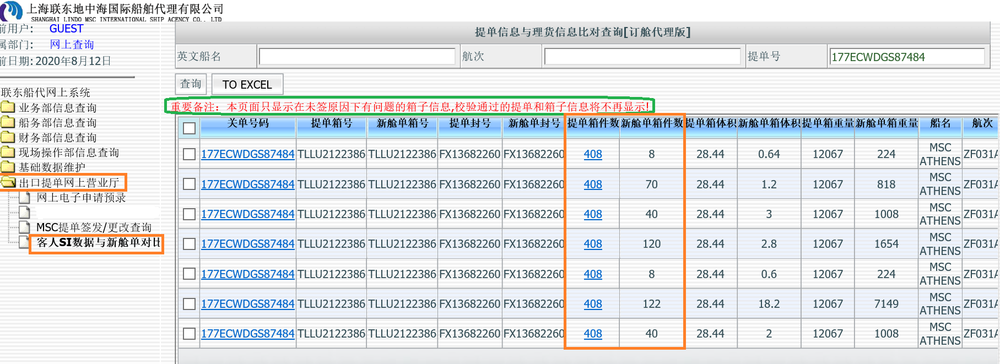 上海联东地中海国际船舶代理有限公司
SHANGHAI LINDO MSC INTERNATIONAL SHIP AGENCY CO., LTD
前用户: GUEST
属部门: 网上查询
前日期: 2020年8月12日
联东船代网上系统
业务部信息查询
船务部信息查询
财务部信息查询
现场操作部信息查询
基础数据维护
出口提单网上营业厅
网上电子申请预录
MSC提单签发/更改查询
客人SI数据与新舱单对比
提单信息与理货信息比对查询[订舱代理版]
英文船名 航次 提单号 177ECWDGS87484
查询 TO EXCEL
重要备注：本页面只显示在未签原因下有问题的箱子信息,校验通过的提单和箱子信息将不再显示!
关单号码 提单箱号 新舱单箱号 提单封号 新舱单封号 提单箱件数 新舱单箱件数 提单箱体积 新舱单箱体积 提单箱重量 新舱单箱重量 船名 航次
177ECWDGS87484 TLLU2122386 TLLU2122386 FX13682260 FX13682260 408 8 28.44 0.64 12067 224 MSC ATHENS ZF031A
177ECWDGS87484 TLLU2122386 TLLU2122386 FX13682260 FX13682260 408 70 28.44 1.2 12067 818 MSC ATHENS ZF031A
177ECWDGS87484 TLLU2122386 TLLU2122386 FX13682260 FX13682260 408 40 28.44 3 12067 1008 MSC ATHENS ZF031A
177ECWDGS87484 TLLU2122386 TLLU2122386 FX13682260 FX13682260 408 120 28.44 2.8 12067 1654 MSC ATHENS ZF031A
177ECWDGS87484 TLLU2122386 TLLU2122386 FX13682260 FX13682260 408 8 28.44 0.6 12067 224 MSC ATHENS ZF031A
177ECWDGS87484 TLLU2122386 TLLU2122386 FX13682260 FX13682260 408 122 28.44 18.2 12067 7149 MSC ATHENS ZF031A
177ECWDGS87484 TLLU2122386 TLLU2122386 FX13682260 FX13682260 408 40 28.44 2 12067 1008 MSC ATHENS ZF031A